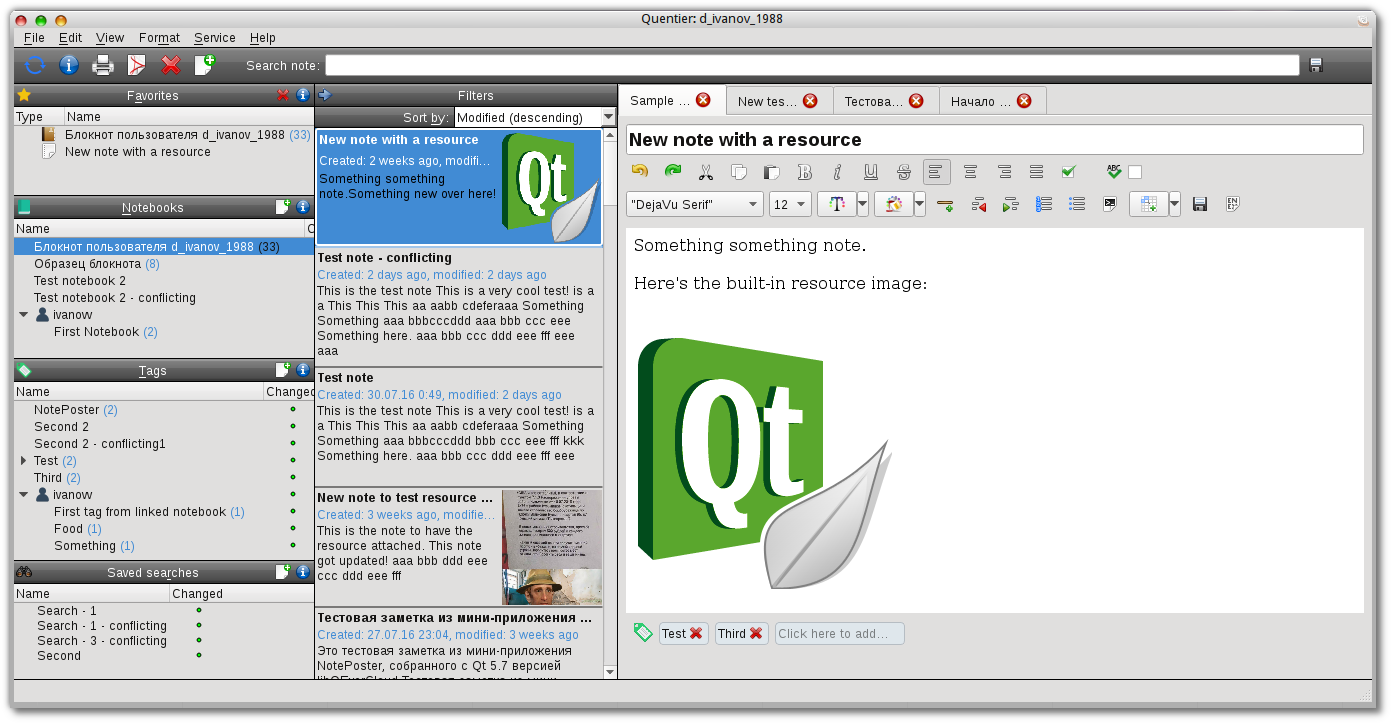 Quentier: d_ivanov_1988
File Edit View Format Service Help
Search note:
Favorites
Type Name
Блокнот пользователя d_ivanov_1988 (33)
New note with a resource
Notebooks
Name C
Блокнот пользователя d_ivanov_1988 (33)
Образец блокнота (8)
Test notebook 2
Test notebook 2 - conflicting
ivanow
First Notebook (2)
Tags
Name Changed
NotePoster (2)
Second 2
Second 2 - conflicting1
Test (2)
Third (2)
ivanow
First tag from linked notebook (1)
Food (1)
Something (1)
Saved searches
Name Changed
Search - 1
Search - 1 - conflicting
Search - 3 - conflicting
Second
Filters
Sort by: Modified (descending)
New note with a resource
Created: 2 weeks ago, modifi...
Something something
note.Something new over here!
Qt
Test note - conflicting
Created: 2 days ago, modified: 2 days ago
This is the test note This is a very cool test! is a
a This This This aa aabb cdeferaaa Something
Something aaa bbbcccddd aaa bbb ccc eee
Something here. aaa bbb ccc ddd eee fff eee
aaa
Test note
Created: 30.07.16 0:49, modified: 2 days ago
This is the test note This is a very cool test! is a
a This This This aa aabb cdeferaaa Something
Something aaa bbbcccddd bbb ccc eee fff kkk
Something here. aaa bbb ccc ddd eee fff eee
New note to test resource ...
Created: 3 weeks ago, modifie...
This is the note to have the
resource attached. This note
got updated! aaa bbb ddd eee
ccc ddd eee fff
Тестовая заметка из мини-приложения ...
Created: 27.07.16 23:04, modified: 3 weeks ago
Это тестовая заметка из мини-приложения
NotePoster, собранного с Qt 5.7 версией
Sample ... New tes... Тестова... Начало ...
New note with a resource
B i U S ABC
"DejaVu Serif" 12 T
Something something note.
Here's the built-in resource image:
Qt
Test Third Click here to add...